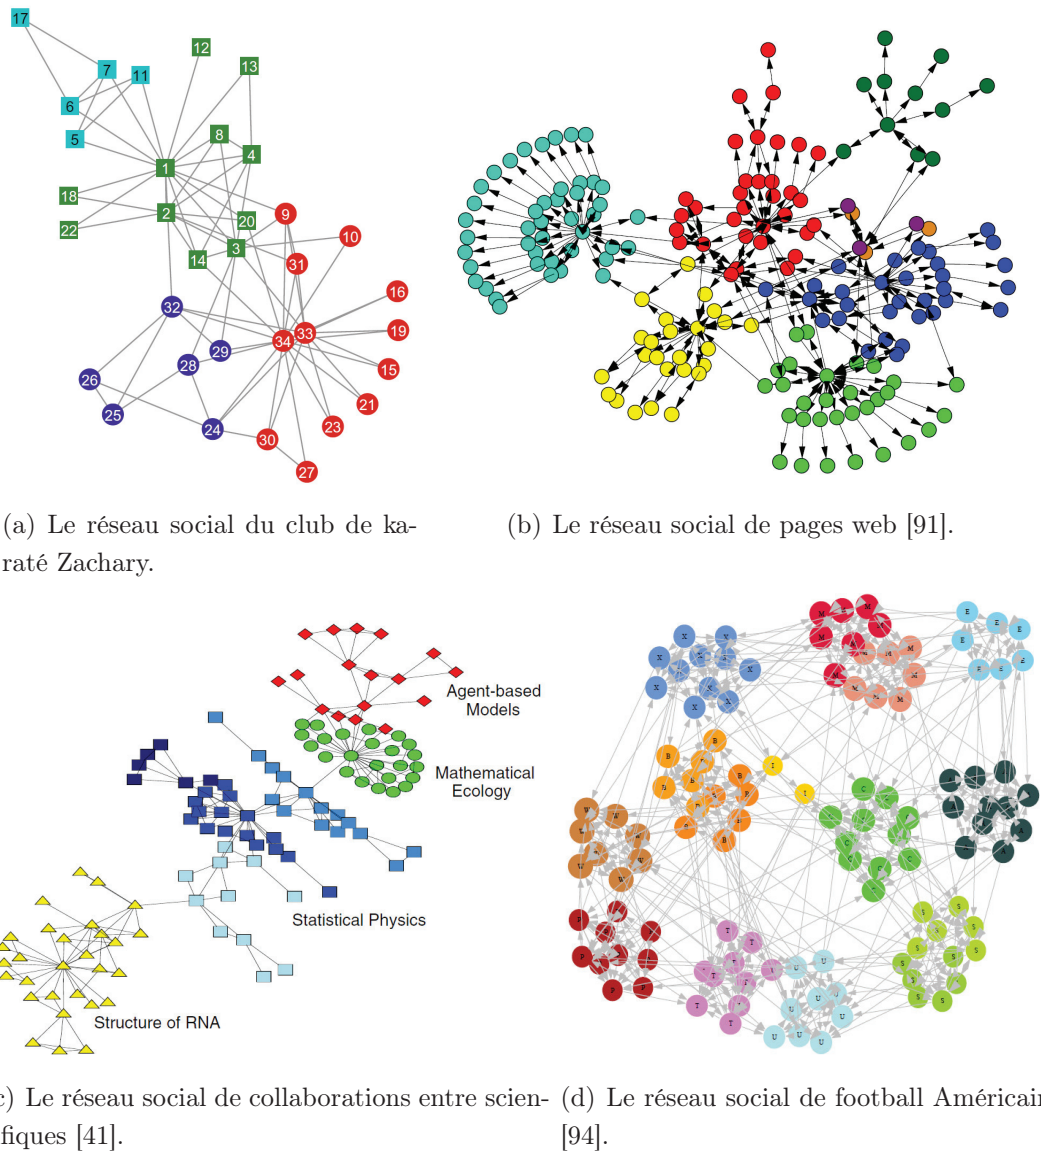 17
12
7
11
13
6
8
5
4
1
18
2
9
20
22
10
3
14
31
16
32
33
19
34
29
28
15
26
21
25
23
24
30
27
(a) Le réseau social du club de ka-
raté Zachary.
(b) Le réseau social de pages web [91].
Agent-based
Models
Mathematical
Ecology
Statistical Physics
Structure of RNA
M M M
M M
M M M
M M M M
E E E
E E
E E
X X
X X
X X
X X X
B
B
B
B
B
I
I
C
C C
C
W W
W
W W
A
P
P
P P
T T
T
T T
T
U U
U
U
U U U
S S
S
S S
S S
c) Le réseau social de collaborations entre scien-
fiques [41].
(d) Le réseau social de football Américain
[94].